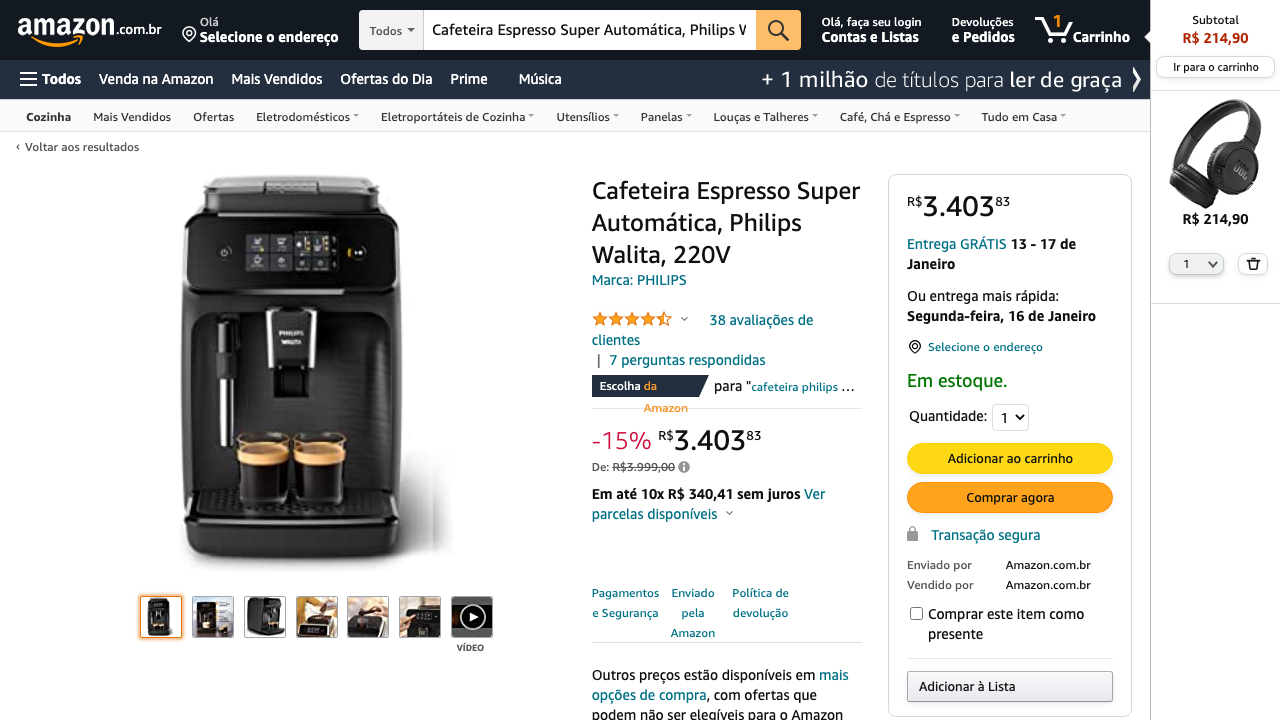 amazon.com.br
Olá
Selecione o endereço
Todos
Cafeteira Espresso Super Automática, Philips W
Olá, faça seu login
Contas e Listas
Devoluções
e Pedidos
1
Carrinho
Subtotal
R$ 214,90
Ir para o carrinho
Todos
Venda na Amazon
Mais Vendidos
Ofertas do Dia
Prime
Música
+ 1 milhão de títulos para ler de graça
Cozinha
Mais Vendidos
Ofertas
Eletrodomésticos
Eletroportáteis de Cozinha
Utensílios
Panelas
Louças e Talheres
Café, Chá e Espresso
Tudo em Casa
‹ Voltar aos resultados
JBL
R$ 214,90
1
PHILIPS
WALITA
VÍDEO
Cafeteira Espresso Super
Automática, Philips
Walita, 220V
Marca: PHILIPS
38 avaliações de
clientes
| 7 perguntas respondidas
Escolha da
Amazon
para "cafeteira philips …
-15% R$3.40383
De: R$3.999,00
Em até 10x R$ 340,41 sem juros Ver
parcelas disponíveis
Pagamentos
e Segurança
Enviado
pela
Amazon
Política de
devolução
Outros preços estão disponíveis em mais
opções de compra, com ofertas que
podem não ser elegíveis para o Amazon
R$3.40383
Entrega GRÁTIS 13 - 17 de
Janeiro
Ou entrega mais rápida:
Segunda-feira, 16 de Janeiro
Selecione o endereço
Em estoque.
Quantidade: 1
Adicionar ao carrinho
Comprar agora
Transação segura
Enviado por Amazon.com.br
Vendido por Amazon.com.br
Comprar este item como
presente
Adicionar à Lista